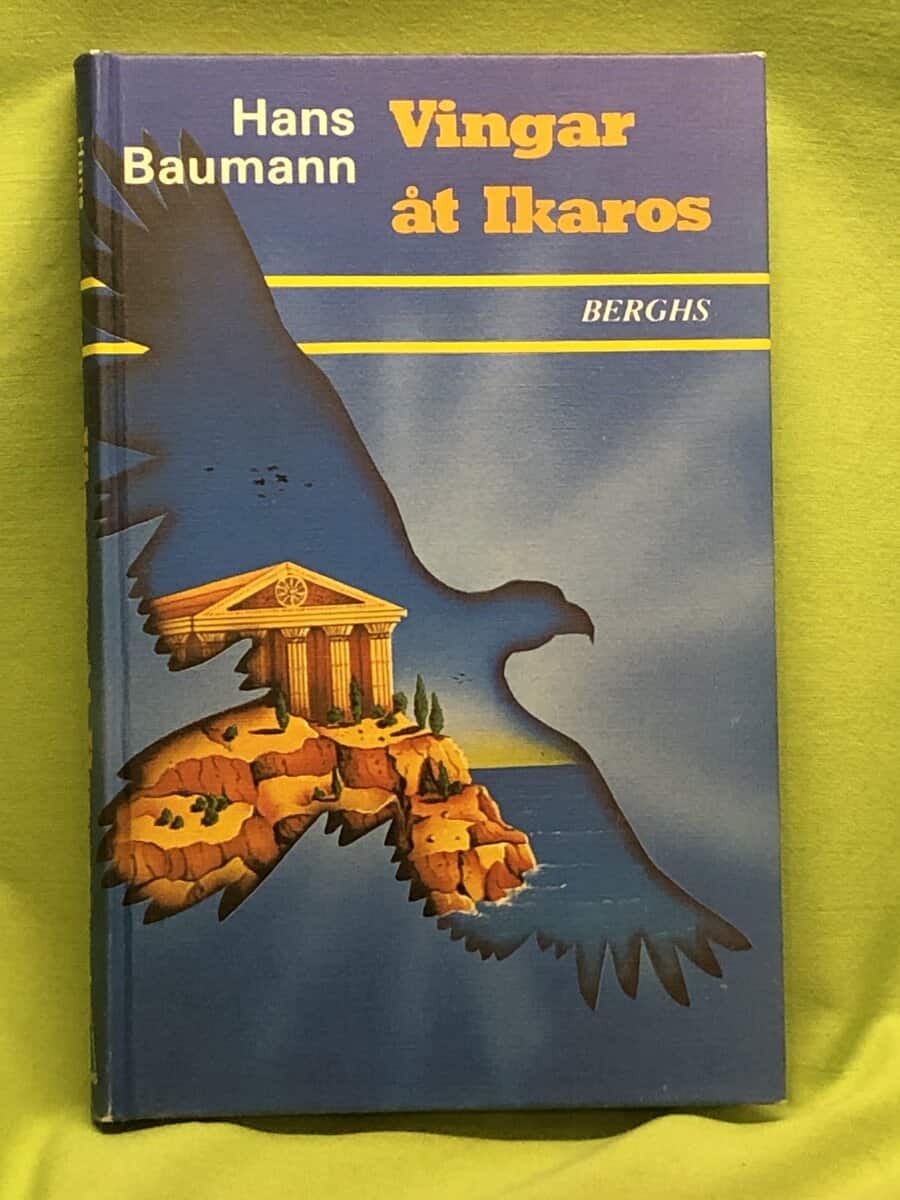 Hans
Baumann
Vingar
åt Ikaros
BERGHS